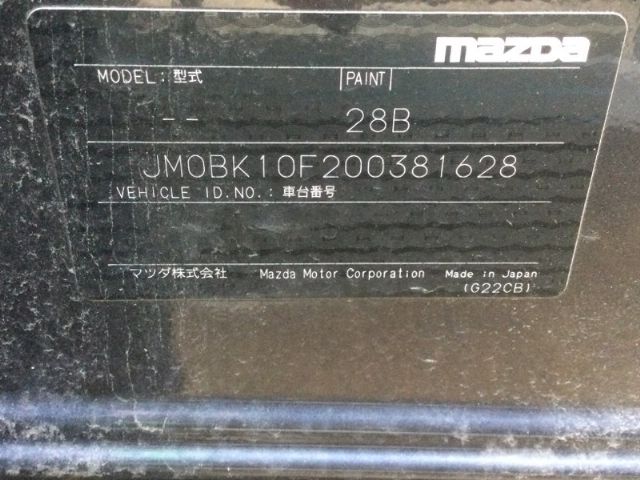 mazda
MODEL : 型式 PAINT
-- 28B
JM0BK10F200381628
VEHICLE ID.NO. : 車台番号
マツダ株式会社 Mazda Motor Corporation Made in Japan
(G22CB)